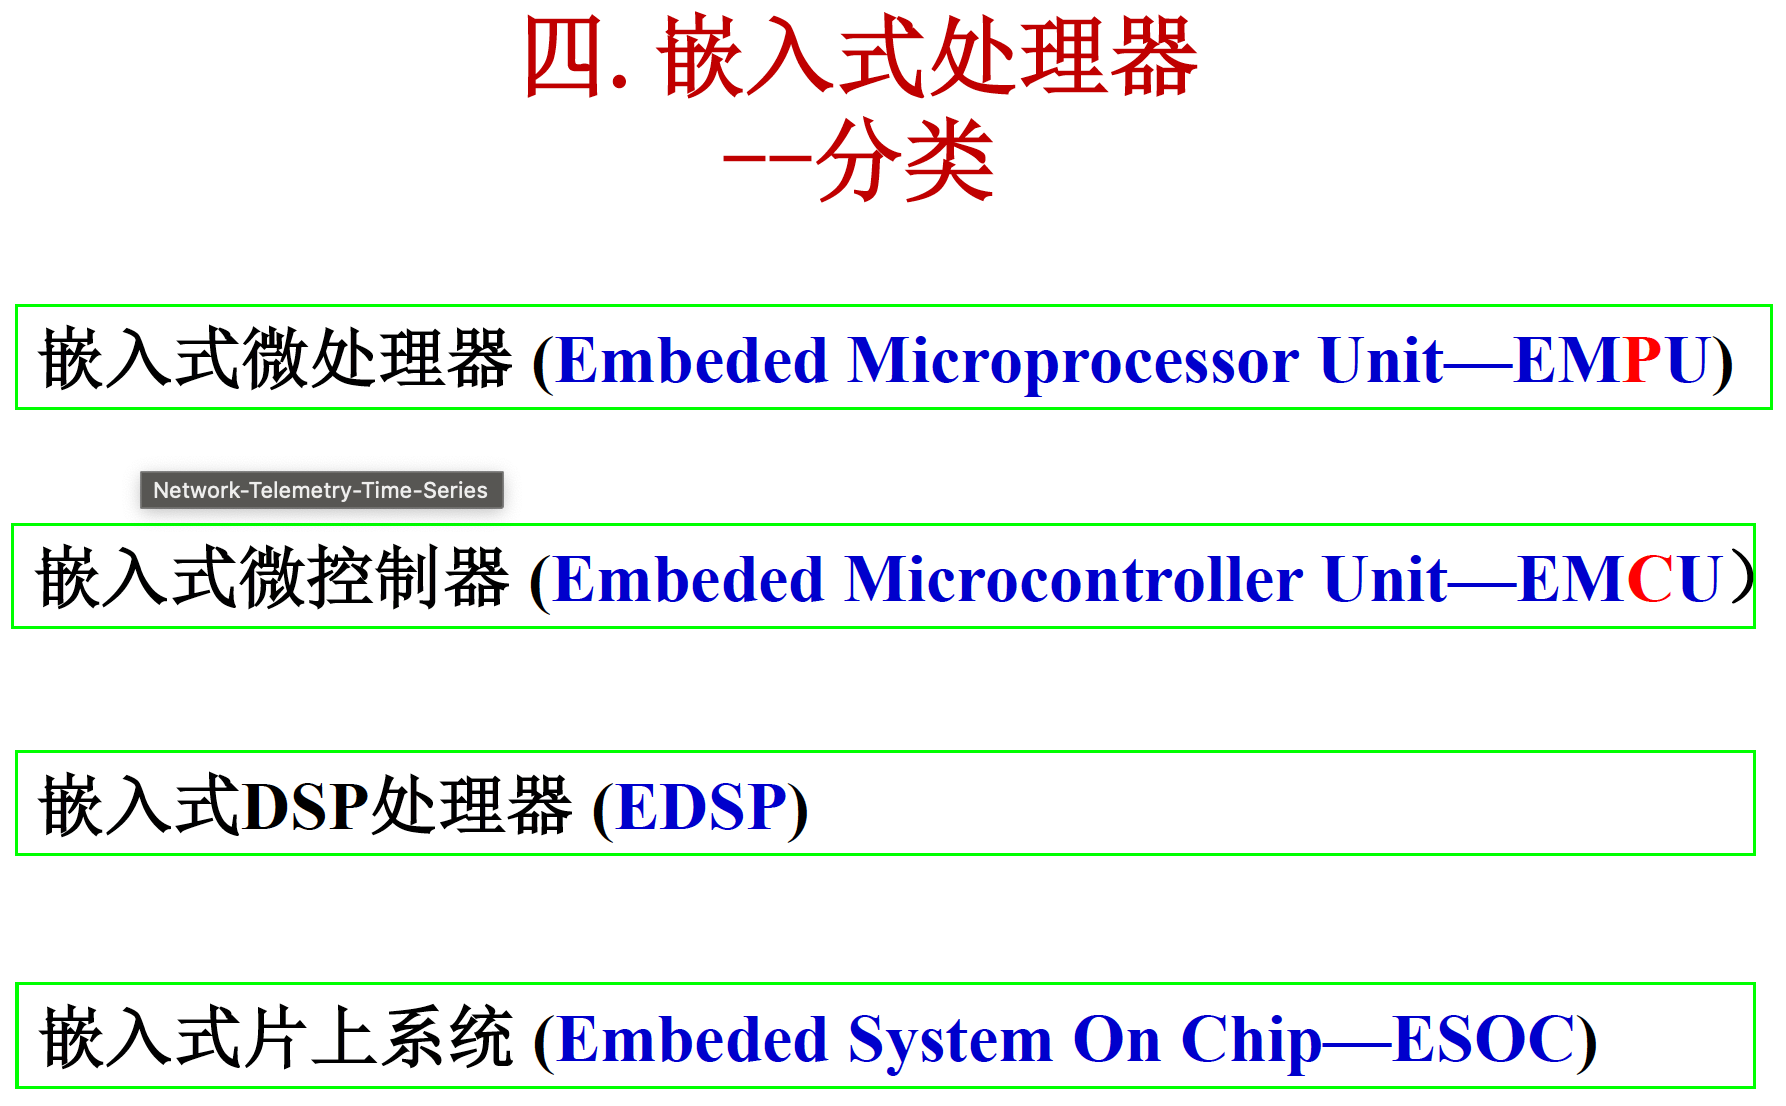 四. 嵌入式处理器
--分类
嵌入式微处理器 (Embeded Microprocessor Unit—EMPU)
Network-Telemetry-Time-Series
嵌入式微控制器 (Embeded Microcontroller Unit—EMCU）
嵌入式DSP处理器 (EDSP)
嵌入式片上系统 (Embeded System On Chip—ESOC)